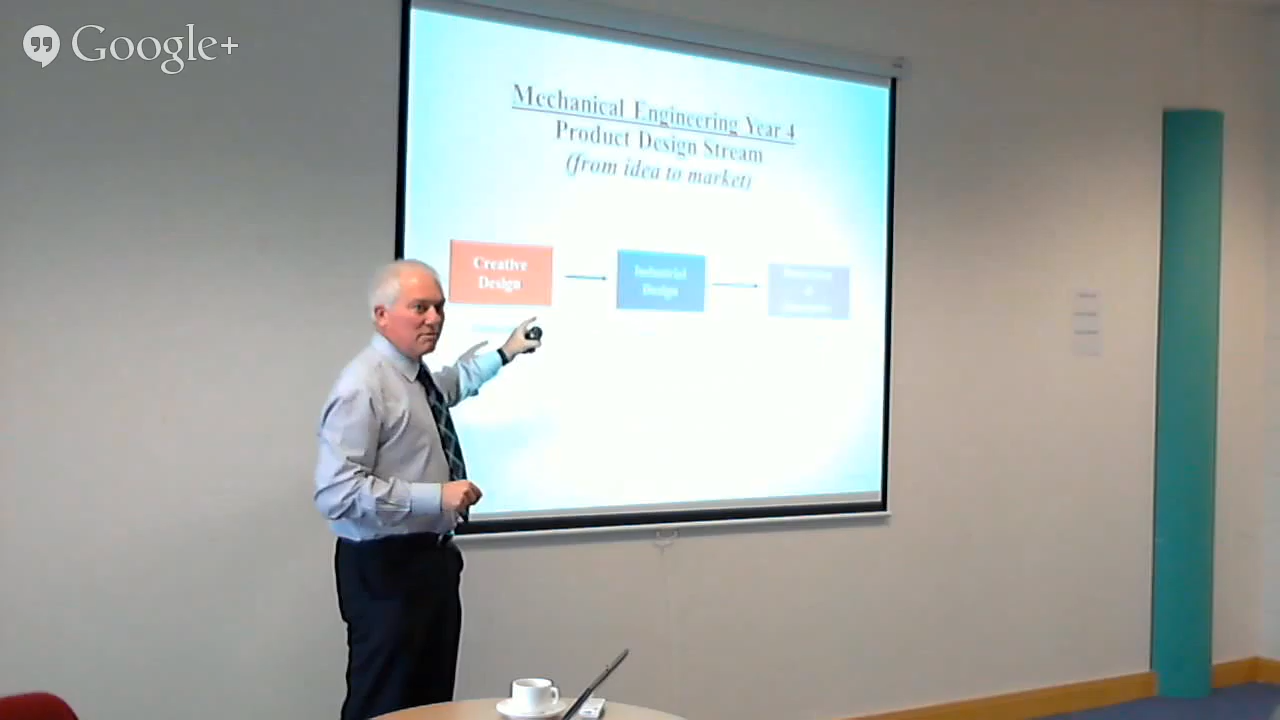 Google+
Mechanical Engineering Year 4
Product Design Stream
(from idea to market)
Creative
Design
Industrial
Design